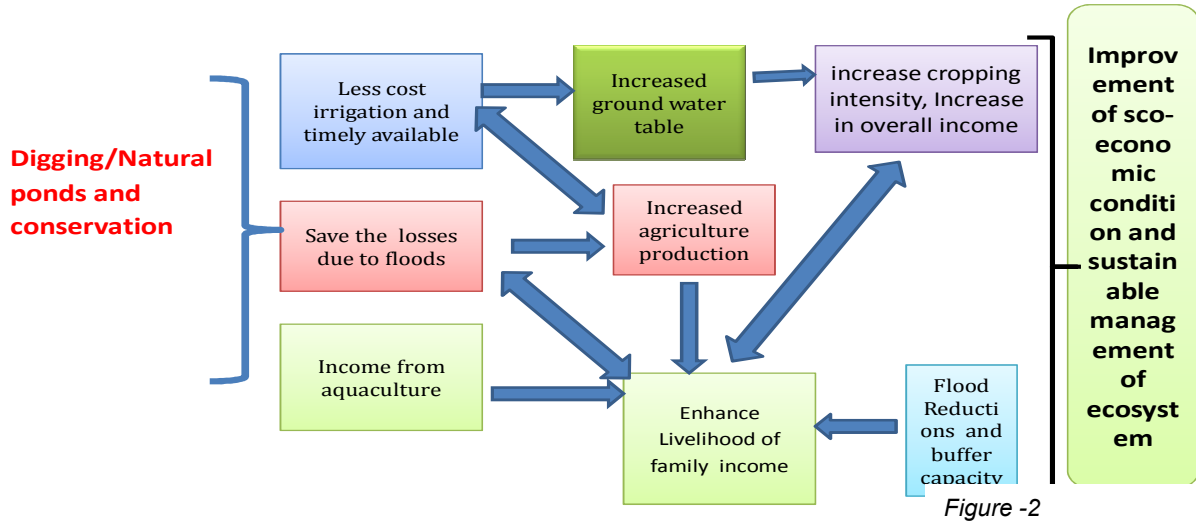 Digging/Natural
ponds and
conservation
Less cost
irrigation and
timely available
Save the losses
due to floods
Income from
aquaculture
Increased
ground water
table
Increased
agriculture
production
Enhance
Livelihood of
family income
increase cropping
intensity, Increase
in overall income
Flood
Reducti
ons and
buffer
capacity
Improv
ement
of sco-
econo
mic
conditi
on and
sustain
able
manag
ement
of
ecosyst
em
Figure -2